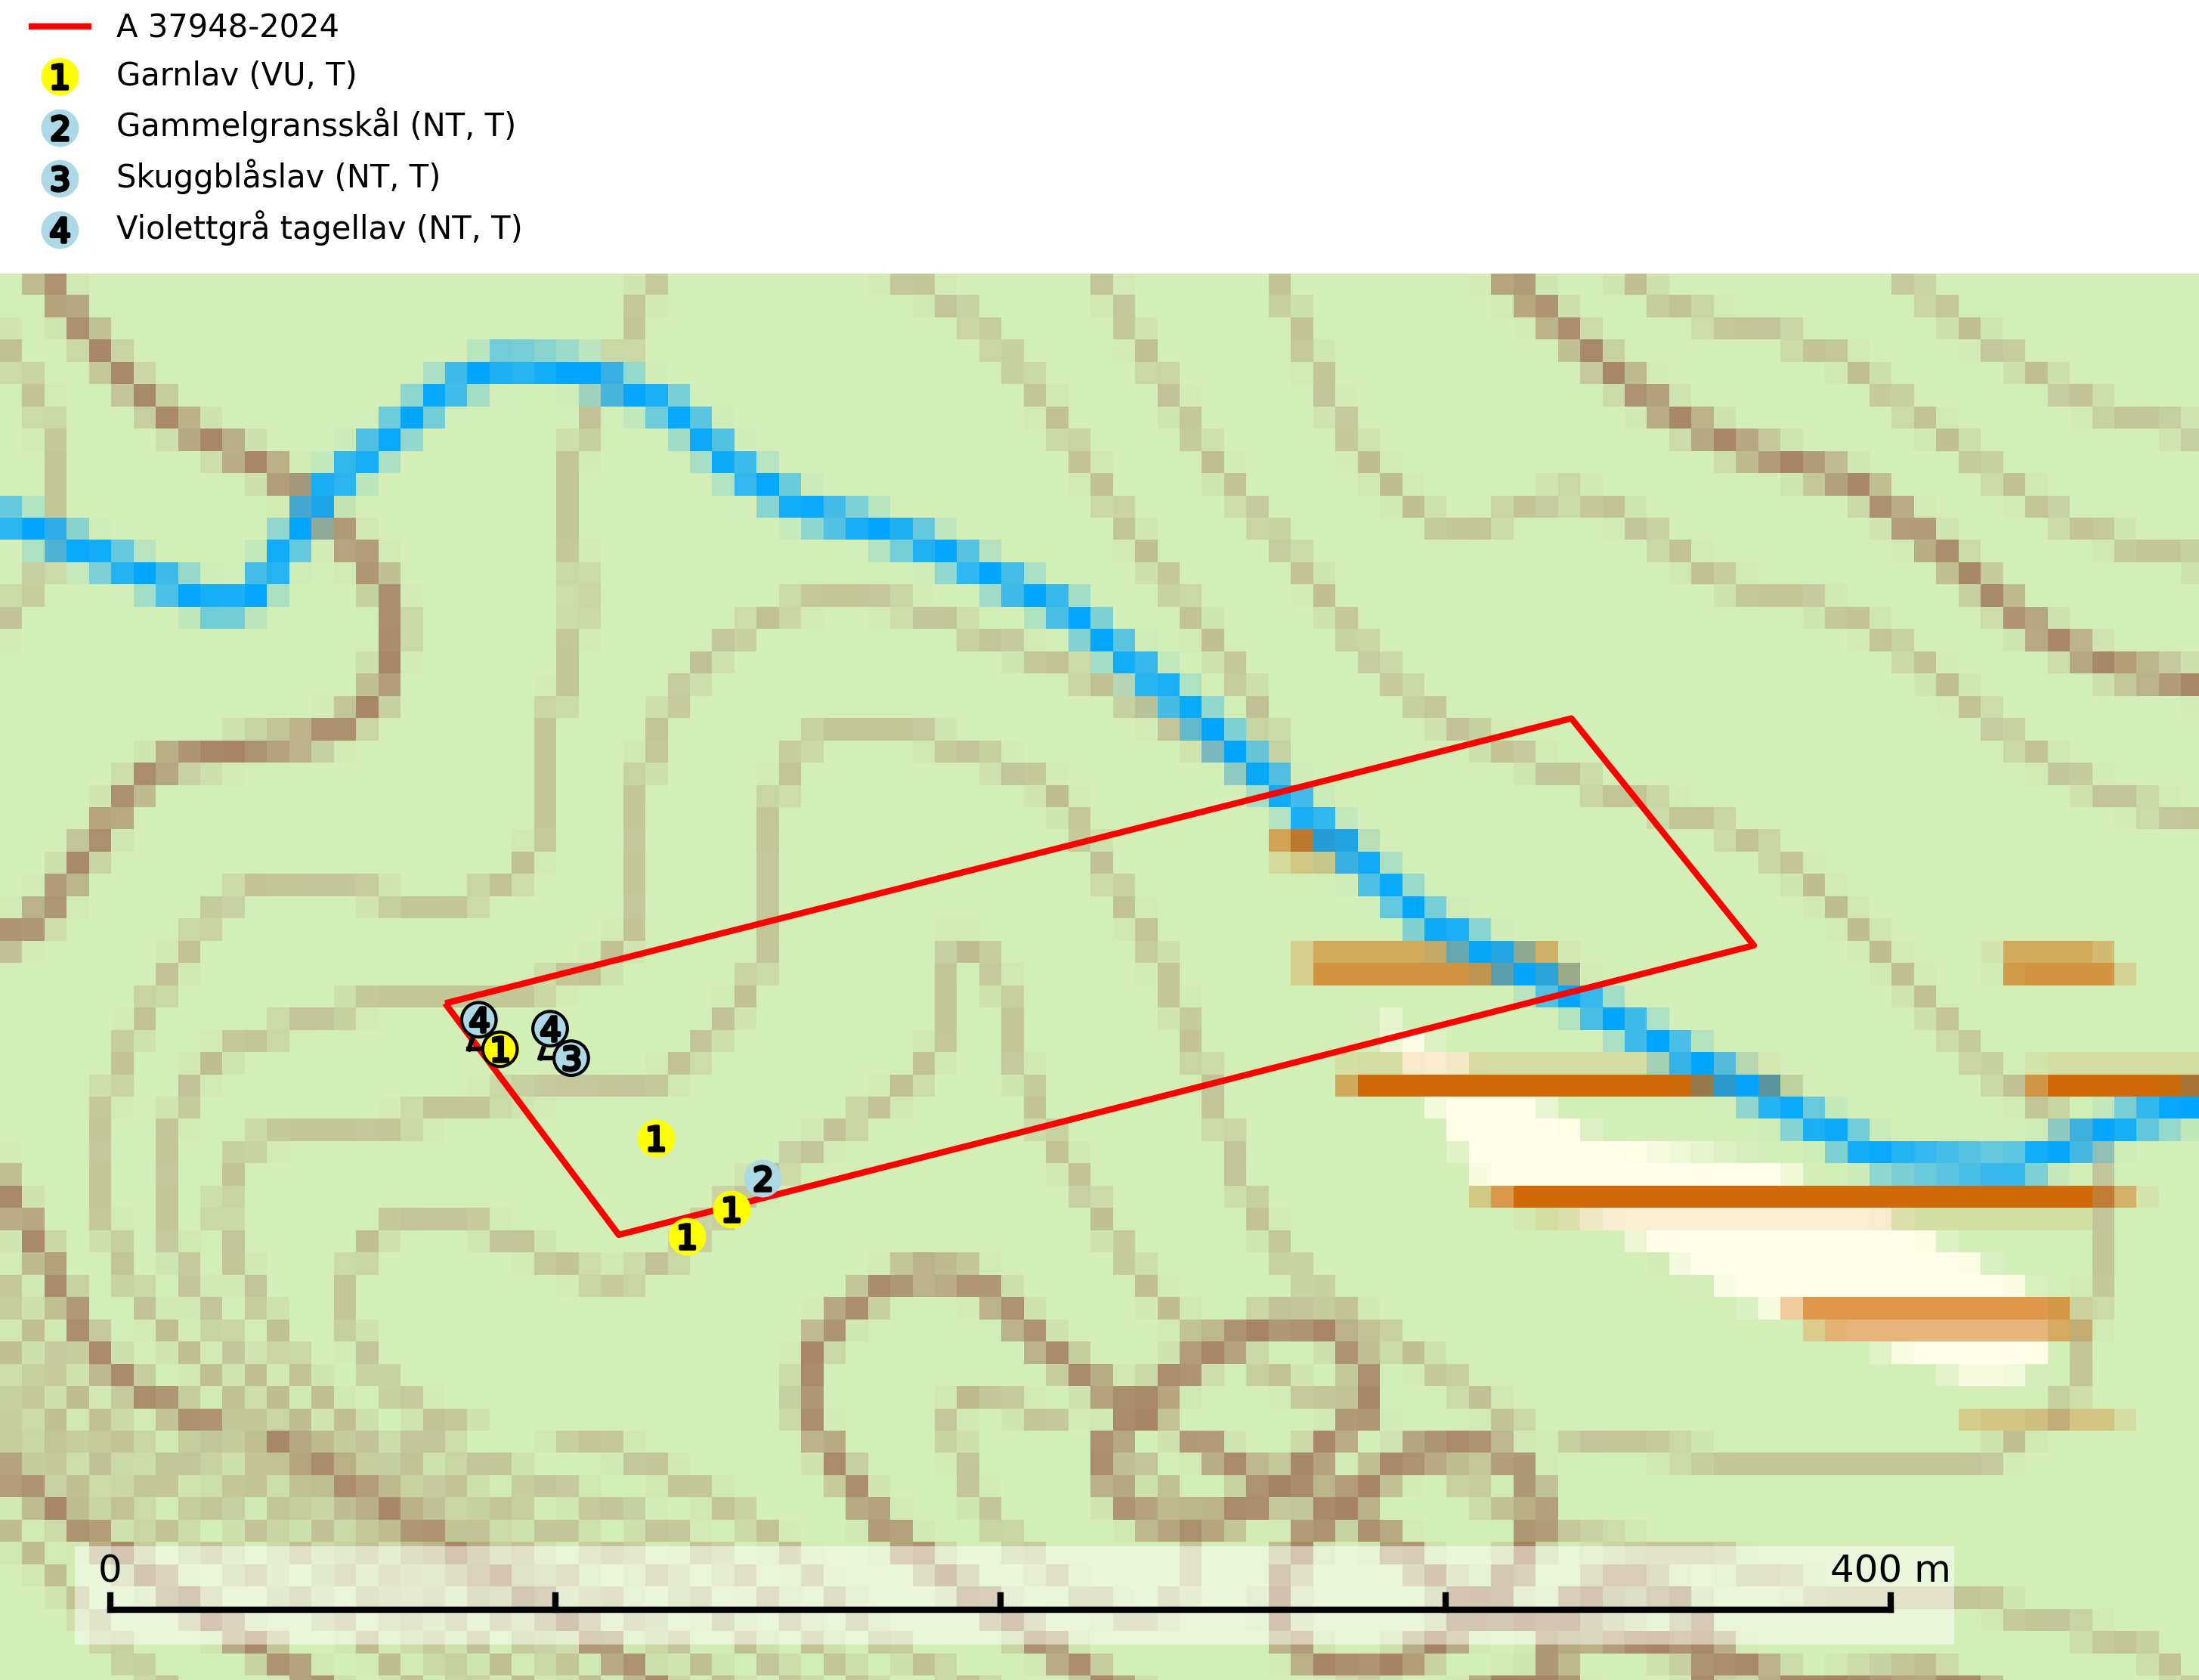 A 37948-2024
1 Garnlav (VU, T)
2 Gammelgransskål (NT, T)
3 Skuggblåslav (NT, T)
4 Violettgrå tagellav (NT, T)
4
4
1
3
1
2
1
1
0 400 m